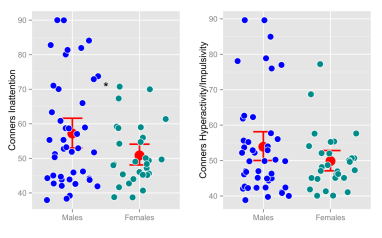 Conners Inattention
90
80
70
60
50
40
*
Males
Females
Conners Hyperactivity/Impulsivity
90
80
70
60
50
40
Males
Females